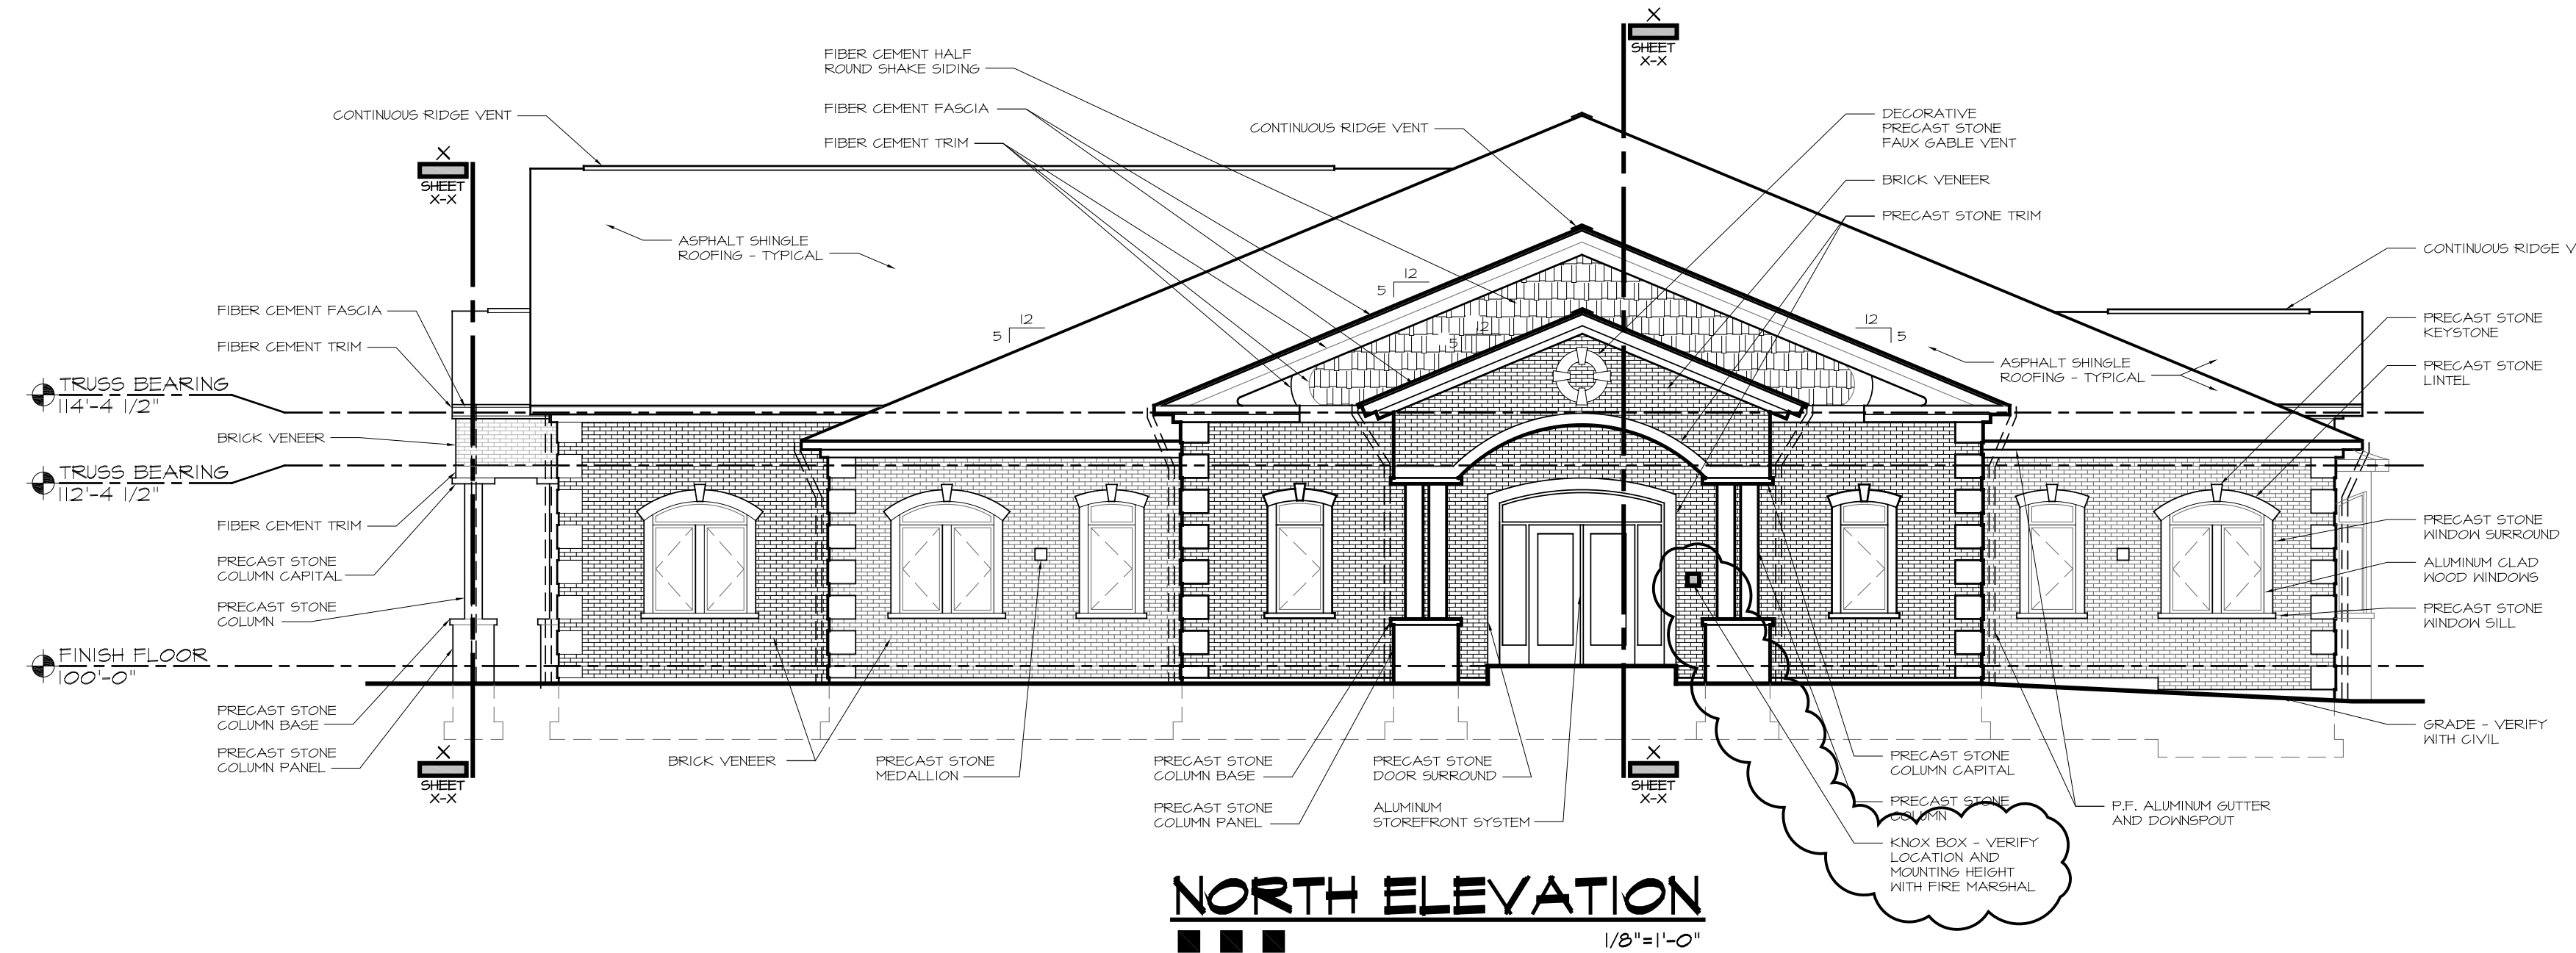 X
SHEET
X-X
FIBER CEMENT HALF
ROUND SHAKE SIDING
FIBER CEMENT FASCIA
FIBER CEMENT TRIM
CONTINUOUS RIDGE VENT
CONTINUOUS RIDGE VENT
DECORATIVE
PRECAST STONE
FAUX GABLE VENT
BRICK VENEER
PRECAST STONE TRIM
X
SHEET
X-X
ASPHALT SHINGLE
ROOFING - TYPICAL
CONTINUOUS RIDGE V
12
5
12
5
12
5
12
5
FIBER CEMENT FASCIA
FIBER CEMENT TRIM
TRUSS BEARING
114'-4 1/2"
BRICK VENEER
TRUSS BEARING
112'-4 1/2"
FIBER CEMENT TRIM
PRECAST STONE
COLUMN CAPITAL
PRECAST STONE
COLUMN
FINISH FLOOR
100'-0"
PRECAST STONE
COLUMN BASE
PRECAST STONE
COLUMN PANEL
ASPHALT SHINGLE
ROOFING - TYPICAL
PRECAST STONE
KEYSTONE
PRECAST STONE
LINTEL
PRECAST STONE
WINDOW SURROUND
ALUMINUM CLAD
WOOD WINDOWS
PRECAST STONE
WINDOW SILL
GRADE - VERIFY
WITH CIVIL
X
SHEET
X-X
BRICK VENEER
PRECAST STONE
MEDALLION
PRECAST STONE
COLUMN BASE
PRECAST STONE
COLUMN PANEL
PRECAST STONE
DOOR SURROUND
ALUMINUM
STOREFRONT SYSTEM
X
SHEET
X-X
PRECAST STONE
COLUMN CAPITAL
PRECAST STONE
COLUMN
P.F. ALUMINUM GUTTER
AND DOWNSPOUT
KNOX BOX - VERIFY
LOCATION AND
MOUNTING HEIGHT
WITH FIRE MARSHAL
NORTH ELEVATION
1/8"=1'-0"